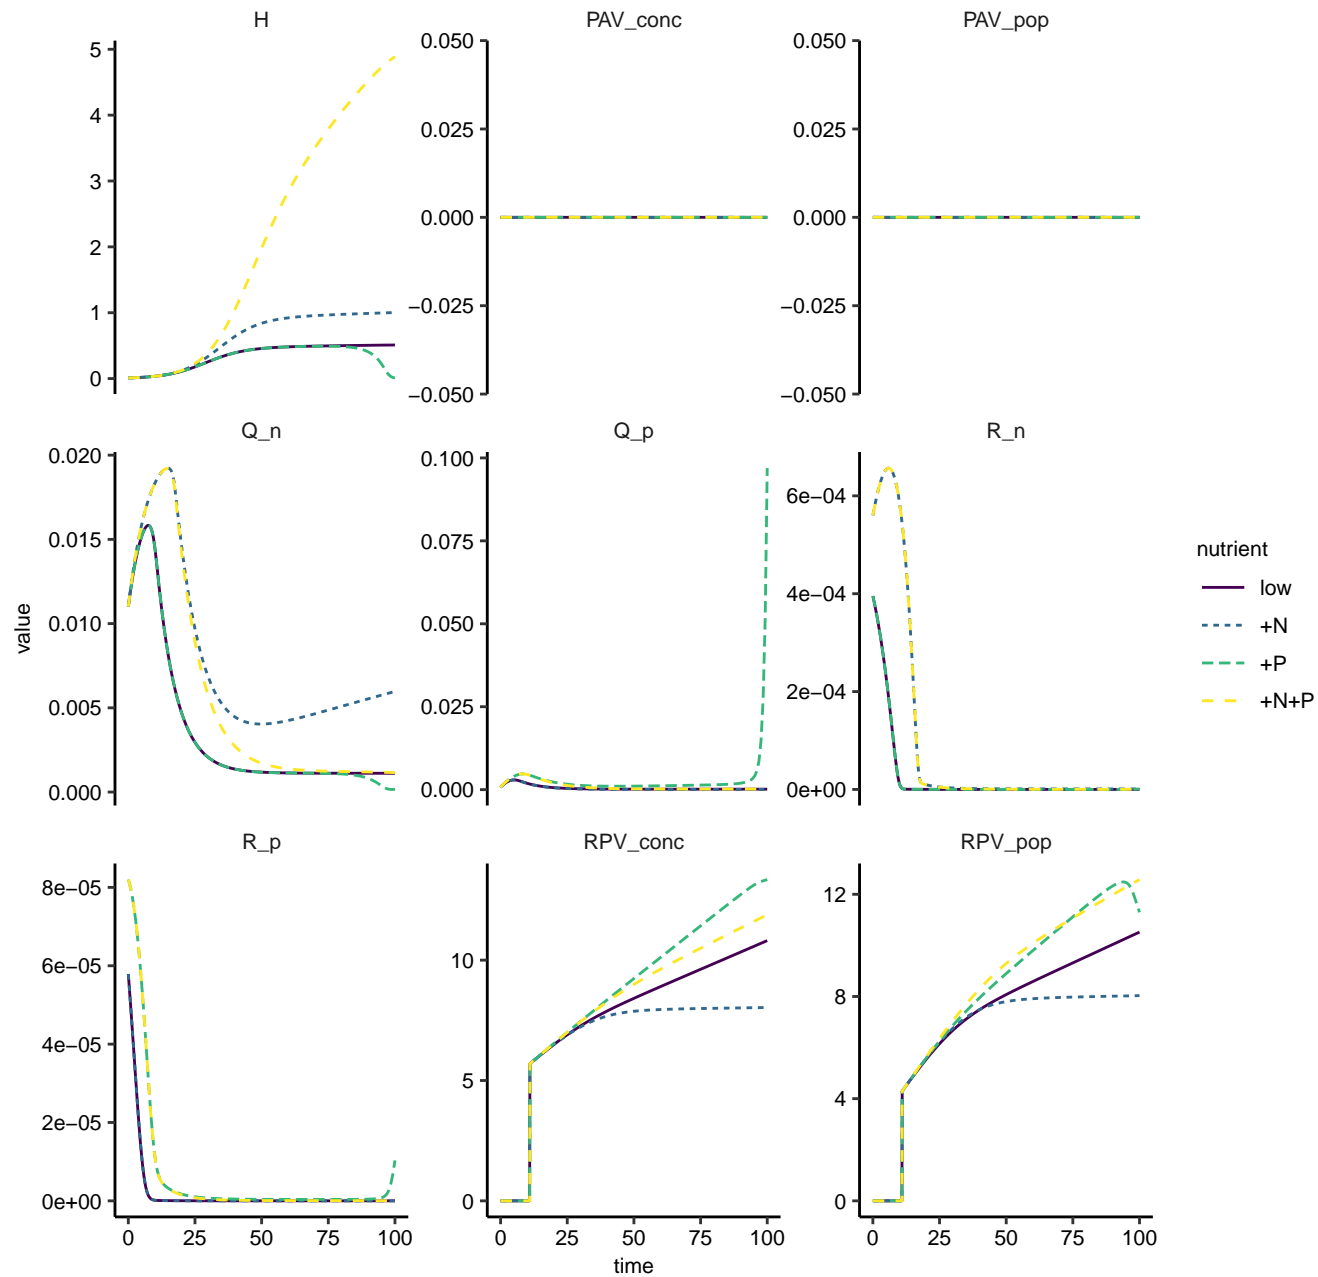 H
PAV_conc
PAV_pop
5
4
3
2
1
0
0.050
0.025
0.000
−0.025
−0.050
0.050
0.025
0.000
−0.025
−0.050
Q_n
Q_p
R_n
0.020
0.015
0.010
0.005
0.000
0.100
0.075
0.050
0.025
0.000
6e−04
4e−04
2e−04
0e+00
R_p
RPV_conc
RPV_pop
8e−05
6e−05
4e−05
2e−05
0e+00
10
5
0
12
8
4
0
0 25 50 75 100
0 25 50 75 100
0 25 50 75 100
time
value
nutrient
low
+N
+P
+N+P